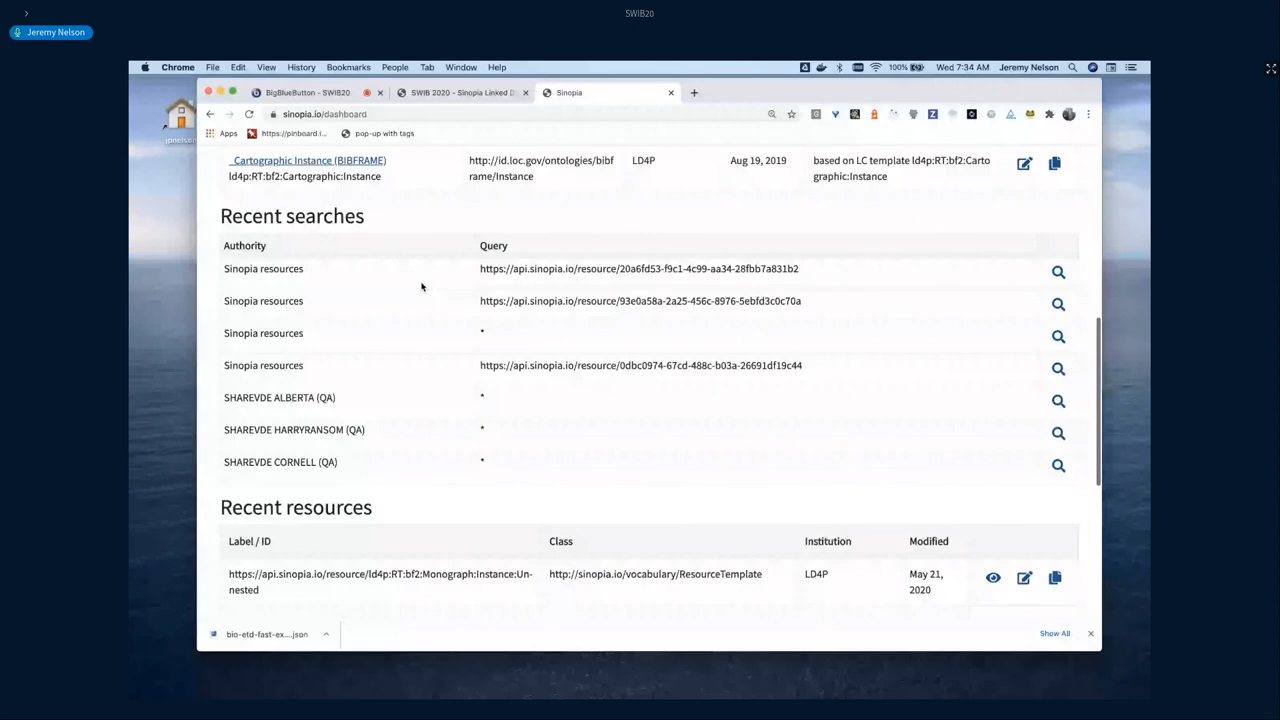 SWIB20
Jeremy Nelson
Chrome File Edit View History Bookmarks People Tab Window Help 100% Wed 7:34 AM Jeremy Nelson
BigBlueButton - SWIB20 SWIB 2020 - Sinopia Linked D Sinopia
sinopia.io/dashboard
Apps https://pinboard.i... pop-up with tags
jpnelson
_Cartographic Instance (BIBFRAME) http://id.loc.gov/ontologies/bibf LD4P Aug 19, 2019 based on LC template ld4p:RT:bf2:Carto
ld4p:RT:bf2:Cartographic:Instance rame/Instance graphic:Instance
Recent searches
Authority Query
Sinopia resources https://api.sinopia.io/resource/20a6fd53-f9c1-4c99-aa34-28fbb7a831b2
Sinopia resources https://api.sinopia.io/resource/93e0a58a-2a25-456c-8976-5ebfd3c0c70a
Sinopia resources *
Sinopia resources https://api.sinopia.io/resource/0dbc0974-67cd-488c-b03a-26691df19c44
SHAREVDE ALBERTA (QA) *
SHAREVDE HARRYRANSOM (QA) *
SHAREVDE CORNELL (QA) *
Recent resources
Label / ID Class Institution Modified
https://api.sinopia.io/resource/ld4p:RT:bf2:Monograph:Instance:Un- http://sinopia.io/vocabulary/ResourceTemplate LD4P May 21,
nested 2020
bio-etd-fast-ex....json Show All